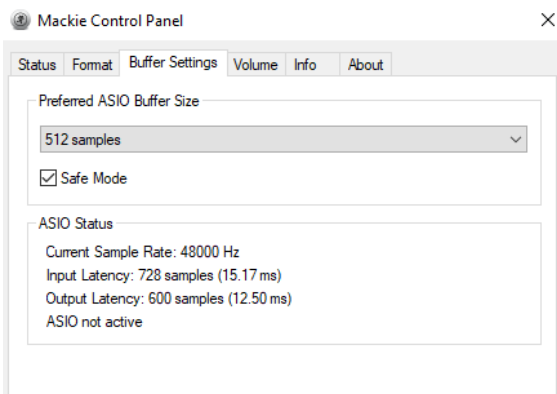 Mackie Control Panel
Status Format Buffer Settings Volume Info About
Preferred ASIO Buffer Size
512 samples
Safe Mode
ASIO Status
Current Sample Rate: 48000 Hz
Input Latency: 728 samples (15.17 ms)
Output Latency: 600 samples (12.50 ms)
ASIO not active